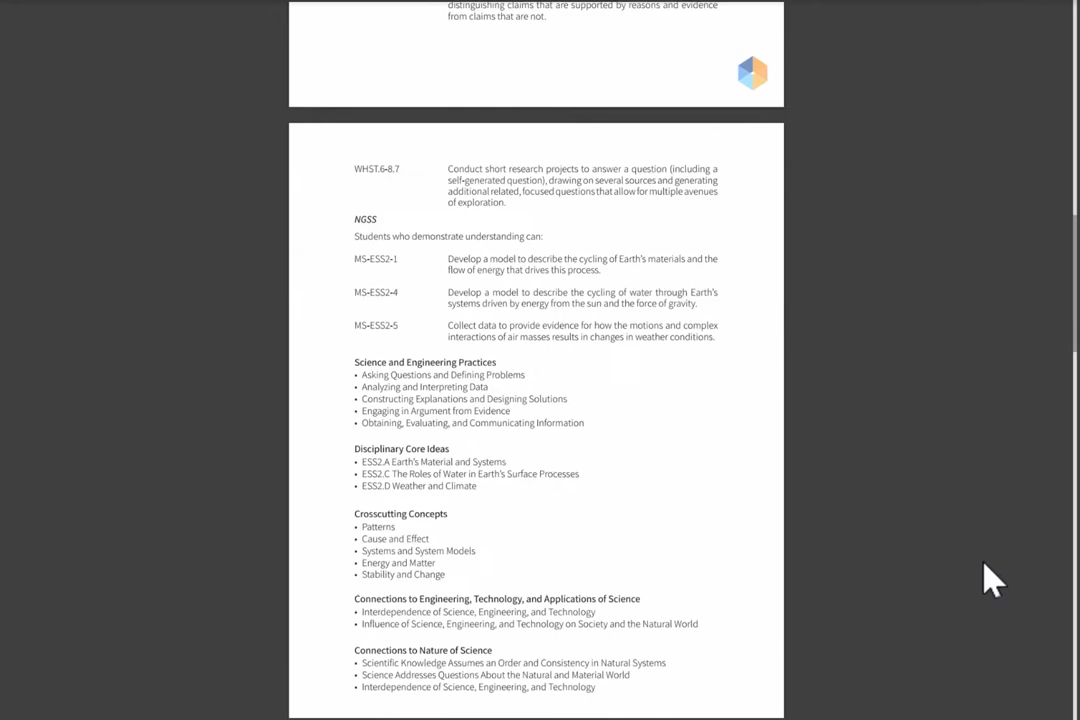 distinguishing claims that are supported by reasons and evidence
from claims that are not.
WHST.6-8.7 Conduct short research projects to answer a question (including a
self-generated question), drawing on several sources and generating
additional related, focused questions that allow for multiple avenues
of exploration.
NGSS
Students who demonstrate understanding can:
MS-ESS2-1 Develop a model to describe the cycling of Earth's materials and the
flow of energy that drives this process.
MS-ESS2-4 Develop a model to describe the cycling of water through Earth's
systems driven by energy from the sun and the force of gravity.
MS-ESS2-5 Collect data to provide evidence for how the motions and complex
interactions of air masses results in changes in weather conditions.
Science and Engineering Practices
• Asking Questions and Defining Problems
• Analyzing and Interpreting Data
• Constructing Explanations and Designing Solutions
• Engaging in Argument from Evidence
• Obtaining, Evaluating, and Communicating Information
Disciplinary Core Ideas
• ESS2.A Earth's Material and Systems
• ESS2.C The Roles of Water in Earth's Surface Processes
• ESS2.D Weather and Climate
Crosscutting Concepts
• Patterns
• Cause and Effect
• Systems and System Models
• Energy and Matter
• Stability and Change
Connections to Engineering, Technology, and Applications of Science
• Interdependence of Science, Engineering, and Technology
• Influence of Science, Engineering, and Technology on Society and the Natural World
Connections to Nature of Science
• Scientific Knowledge Assumes an Order and Consistency in Natural Systems
• Science Addresses Questions About the Natural and Material World
• Interdependence of Science, Engineering, and Technology